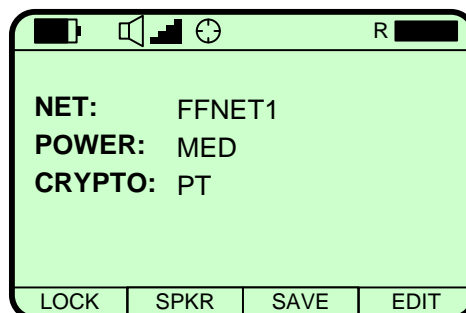 R
NET: FFNET1
POWER: MED
CRYPTO: PT
LOCK SPKR SAVE EDIT